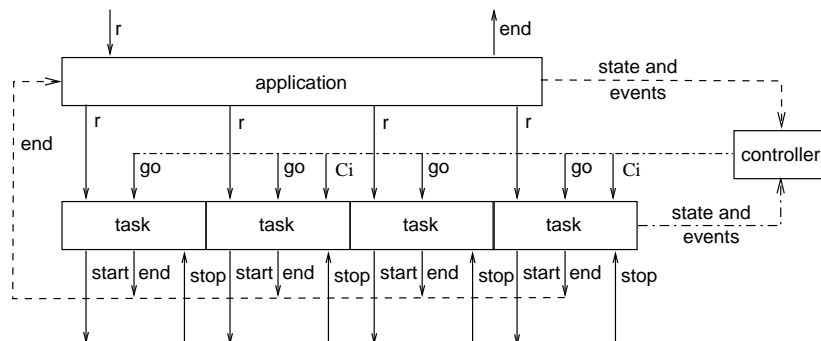 r
end
application
state and
events
r
r
r
r
end
controller
go
go
Ci
go
go
Ci
task
task
task
task
state and
events
start
end
stop
start
end
stop
start
end
stop
start
end
stop